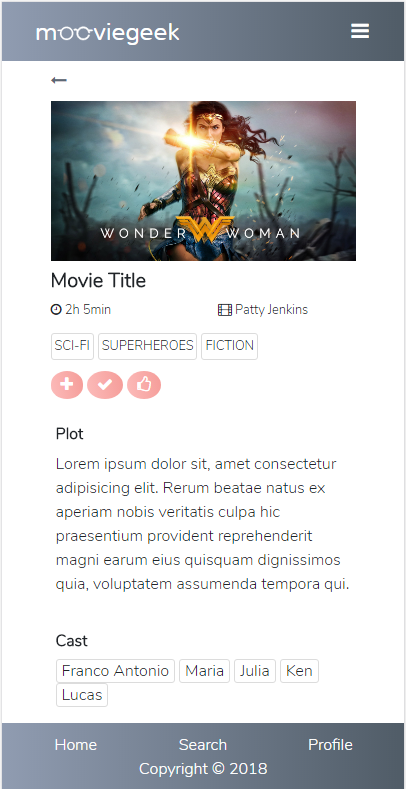 mooviegeek
WONDER WOMAN
Movie Title
2h 5min Patty Jenkins
SCI-FI SUPERHEROES FICTION
Plot
Lorem ipsum dolor sit, amet consectetur
adipisicing elit. Rerum beatae natus ex
aperiam nobis veritatis culpa hic
praesentium provident reprehenderit
magni earum eius quisquam dignissimos
quia, voluptatem assumenda tempora qui.
Cast
Franco Antonio Maria Julia Ken
Lucas
Home Search Profile
Copyright © 2018